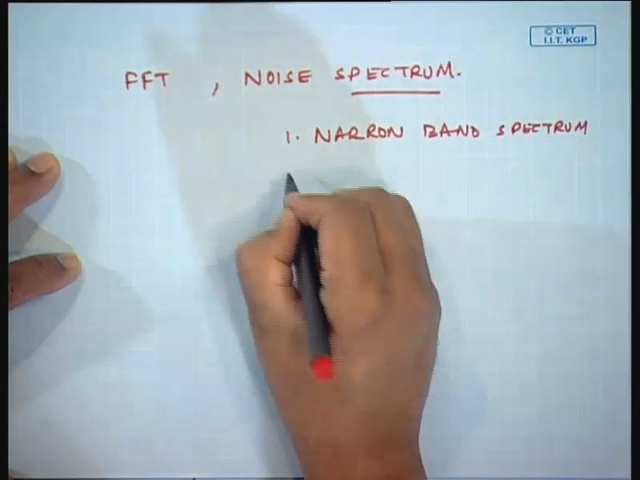 © CET
I.I.T. KGP
FFT , NOISE SPECTRUM.
1. NARRON BAND SPECTRUM